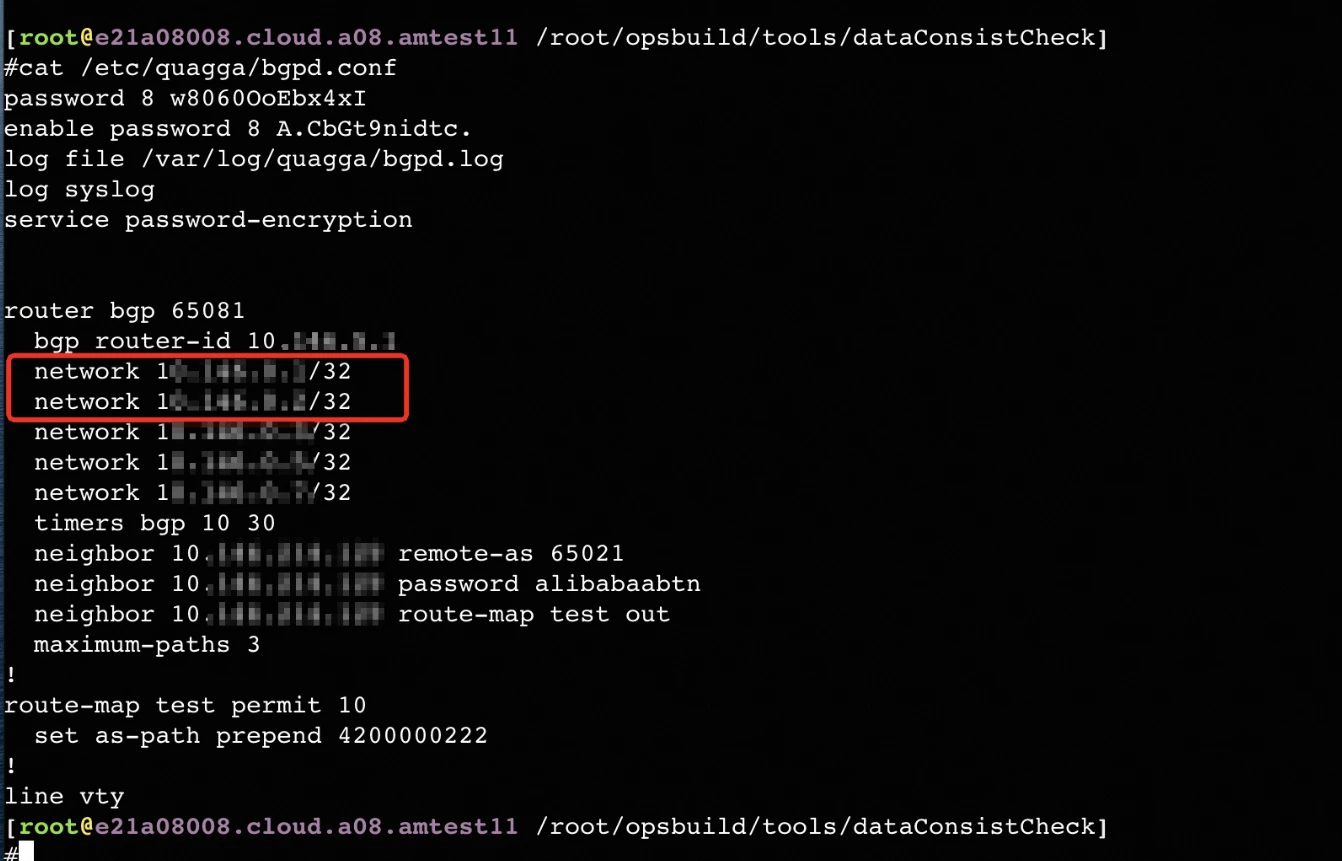 [root@e21a08008.cloud.a08.amtest11 /root/opsbuild/tools/dataConsistCheck]
#cat /etc/quagga/bgpd.conf
password 8 w8060OoEbx4xI
enable password 8 A.CbGt9nidtc.
log file /var/log/quagga/bgpd.log
log syslog
service password-encryption
router bgp 65081
bgp router-id 10.
network 1 /32
network 1 /32
network 1 /32
network 1 /32
network 1 /32
timers bgp 10 30
neighbor 10. remote-as 65021
neighbor 10. password alibabaabtn
neighbor 10. route-map test out
maximum-paths 3
!
route-map test permit 10
set as-path prepend 4200000222
!
line vty
[root@e21a08008.cloud.a08.amtest11 /root/opsbuild/tools/dataConsistCheck]
#